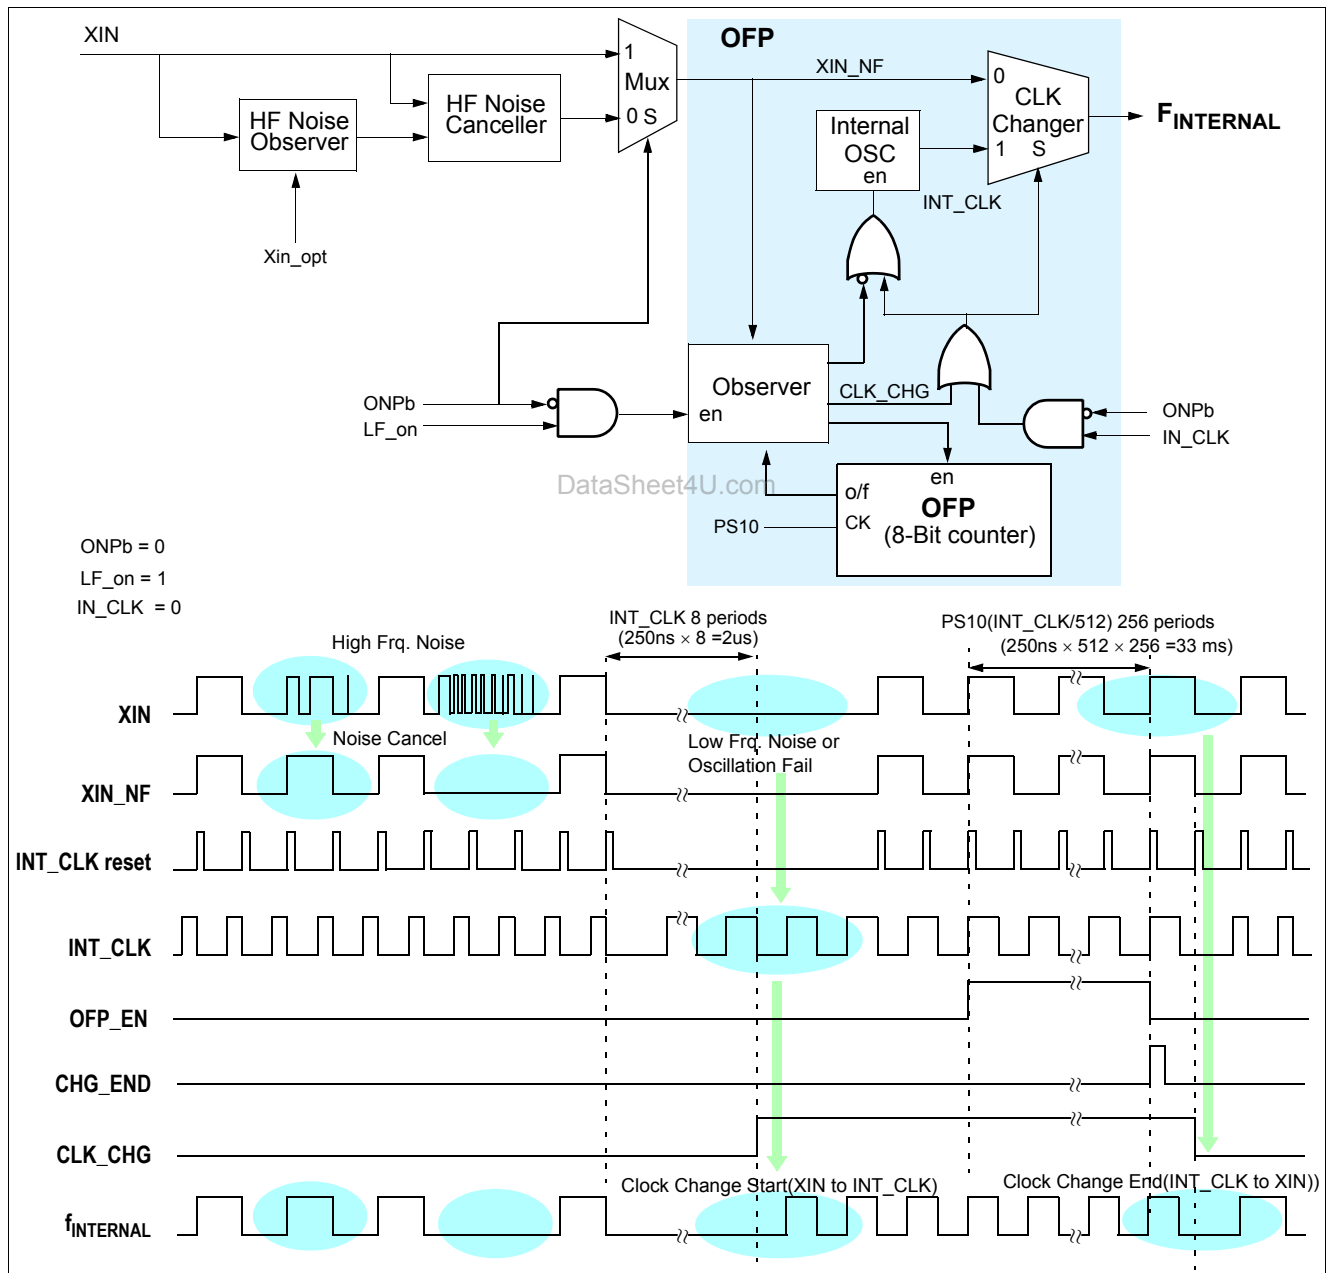 XIN
OFP
1
Mux
0 S
XIN_NF
0
CLK
Changer
1 S
F INTERNAL
HF Noise
Observer
HF Noise
Canceller
Internal
OSC
en
INT_CLK
Xin_opt
Observer
en
CLK_CHG
ONPb
LF_on
ONPb
IN_CLK
DataSheet4U.com
en
o/f
OFP
CK
(8-Bit counter)
PS10
ONPb = 0
LF_on = 1
IN_CLK = 0
INT_CLK 8 periods
(250ns × 8 =2us)
PS10(INT_CLK/512) 256 periods
(250ns × 512 × 256 =33 ms)
High Frq. Noise
XIN
Noise Cancel
Low Frq. Noise or
Oscillation Fail
XIN_NF
INT_CLK reset
INT_CLK
OFP_EN
CHG_END
CLK_CHG
Clock Change Start(XIN to INT_CLK)
Clock Change End(INT_CLK to XIN))
fINTERNAL